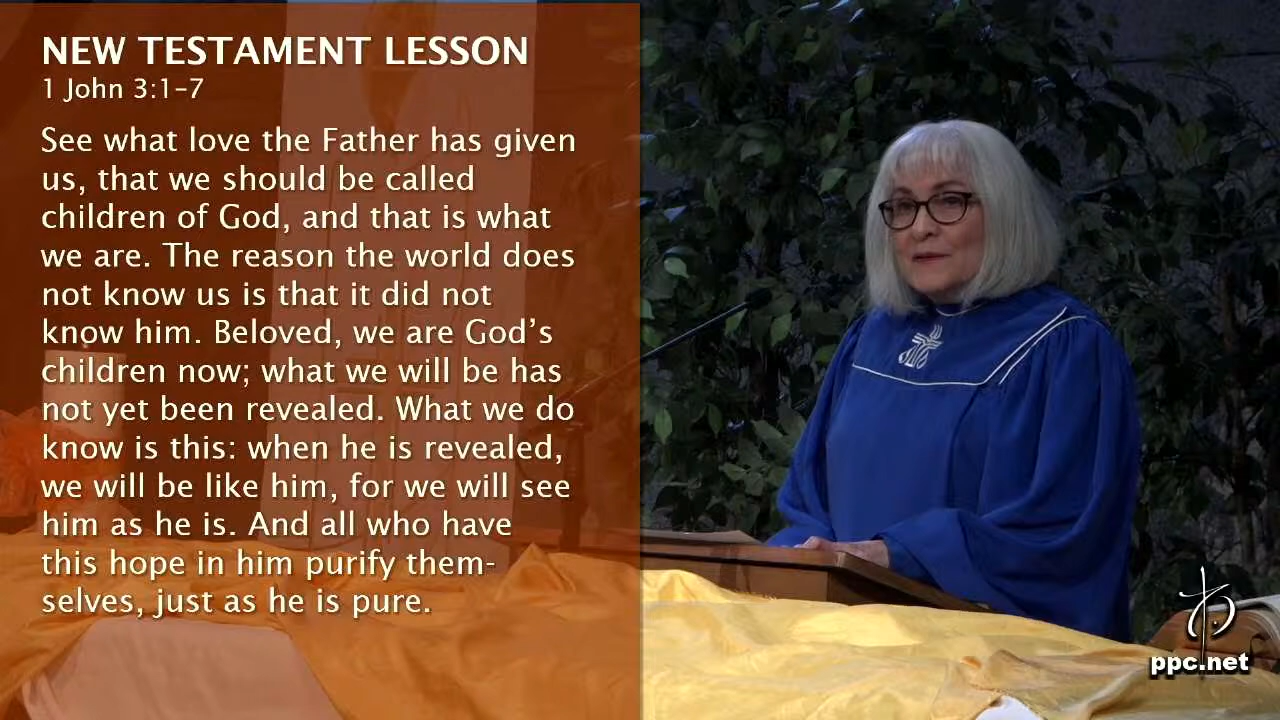 NEW TESTAMENT LESSON
1 John 3:1–7
See what love the Father has given
us, that we should be called
children of God, and that is what
we are. The reason the world does
not know us is that it did not
know him. Beloved, we are God’s
children now; what we will be has
not yet been revealed. What we do
know is this: when he is revealed,
we will be like him, for we will see
him as he is. And all who have
this hope in him purify them-
selves, just as he is pure.
ppc.net